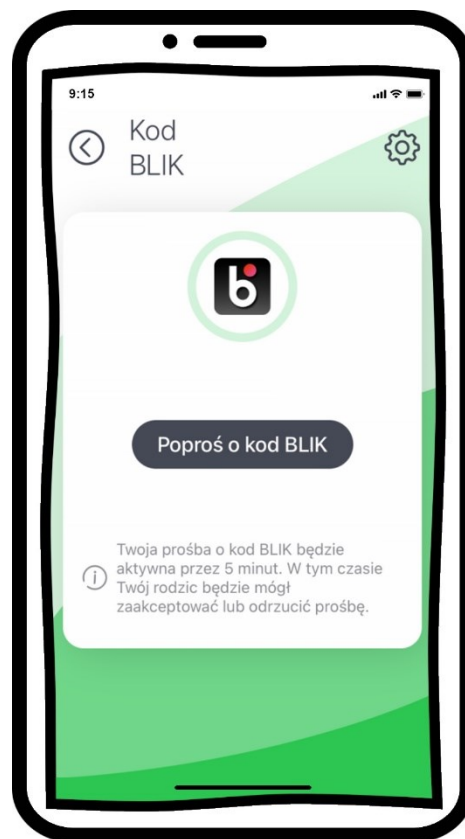 9:15
Kod
BLIK
b
Poproś o kod BLIK
Twoja prośba o kod BLIK będzie
aktywna przez 5 minut. W tym czasie
Twój rodzic będzie mógł
zaakceptować lub odrzucić prośbę.